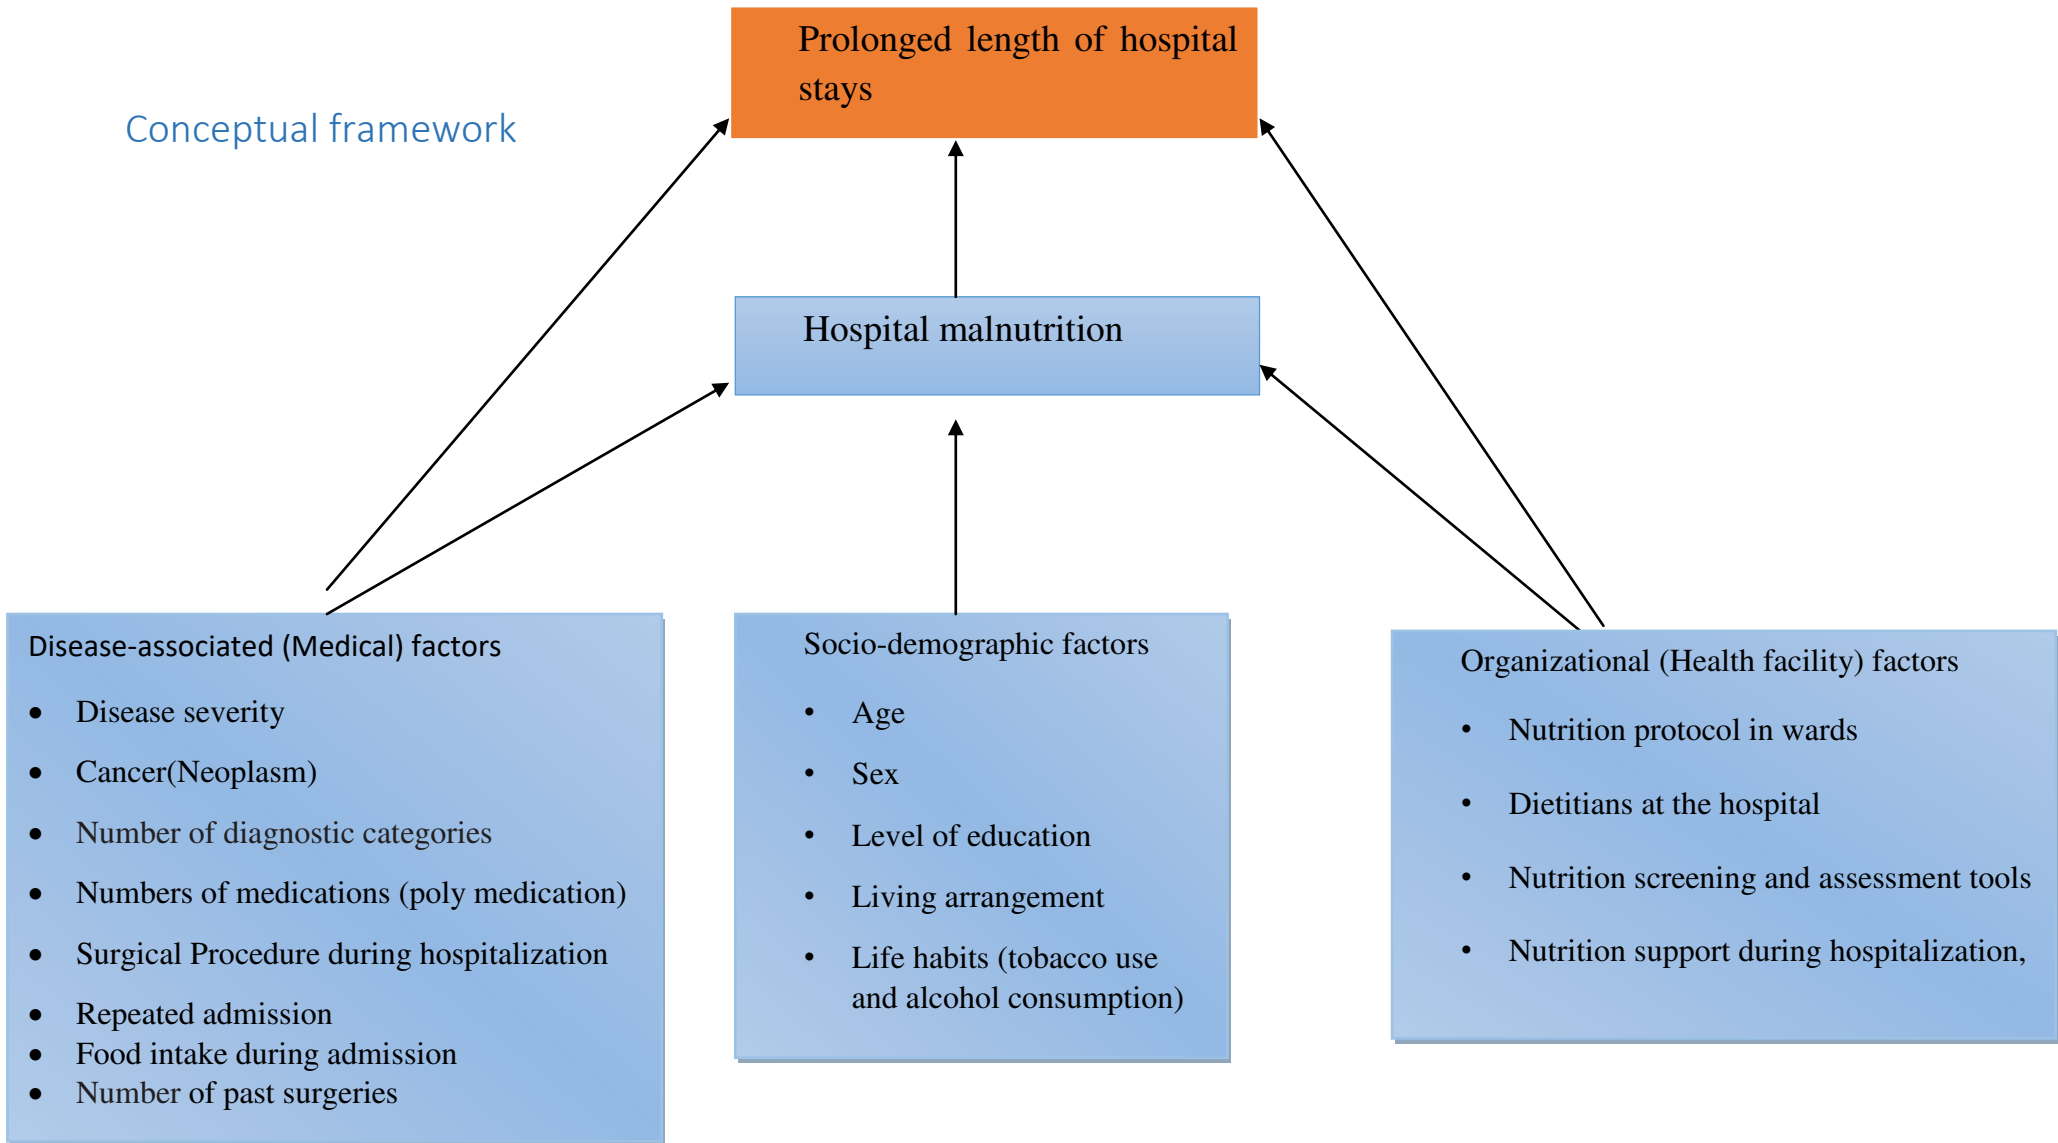 Prolonged length of hospital
stays
Conceptual framework
Hospital malnutrition
Disease-associated (Medical) factors
• Disease severity
• Cancer(Neoplasm)
• Number of diagnostic categories
• Numbers of medications (poly medication)
• Surgical Procedure during hospitalization
• Repeated admission
• Food intake during admission
• Number of past surgeries
Socio-demographic factors
• Age
• Sex
• Level of education
• Living arrangement
• Life habits (tobacco use
and alcohol consumption)
Organizational (Health facility) factors
• Nutrition protocol in wards
• Dietitians at the hospital
• Nutrition screening and assessment tools
• Nutrition support during hospitalization,